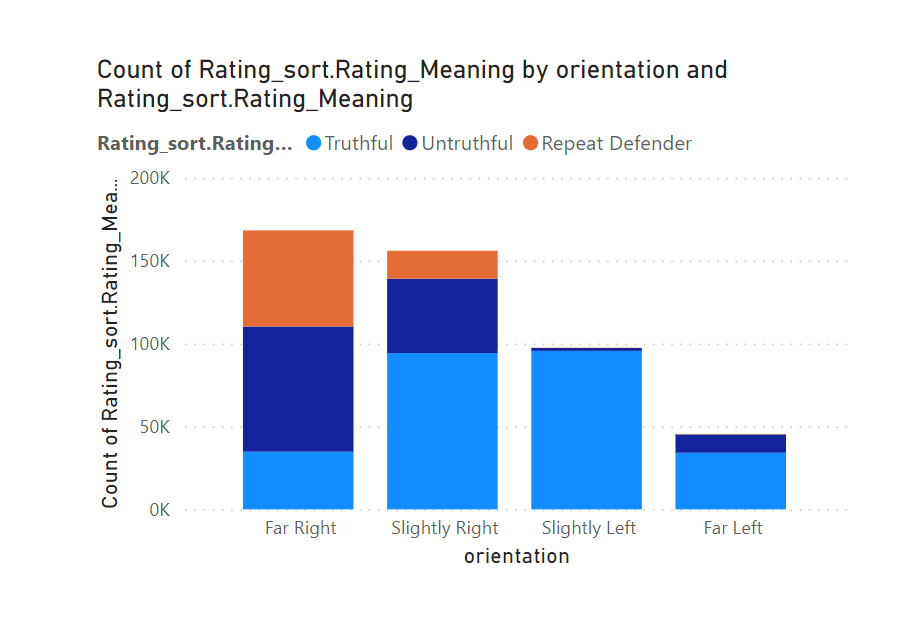 Count of Rating_sort.Rating_Meaning by orientation and
Rating_sort.Rating_Meaning
Rating_sort.Rating... Truthful Untruthful Repeat Defender
Count of Rating_sort.Rating_Mea...
200K
150K
100K
50K
0K
Far Right Slightly Right Slightly Left Far Left
orientation